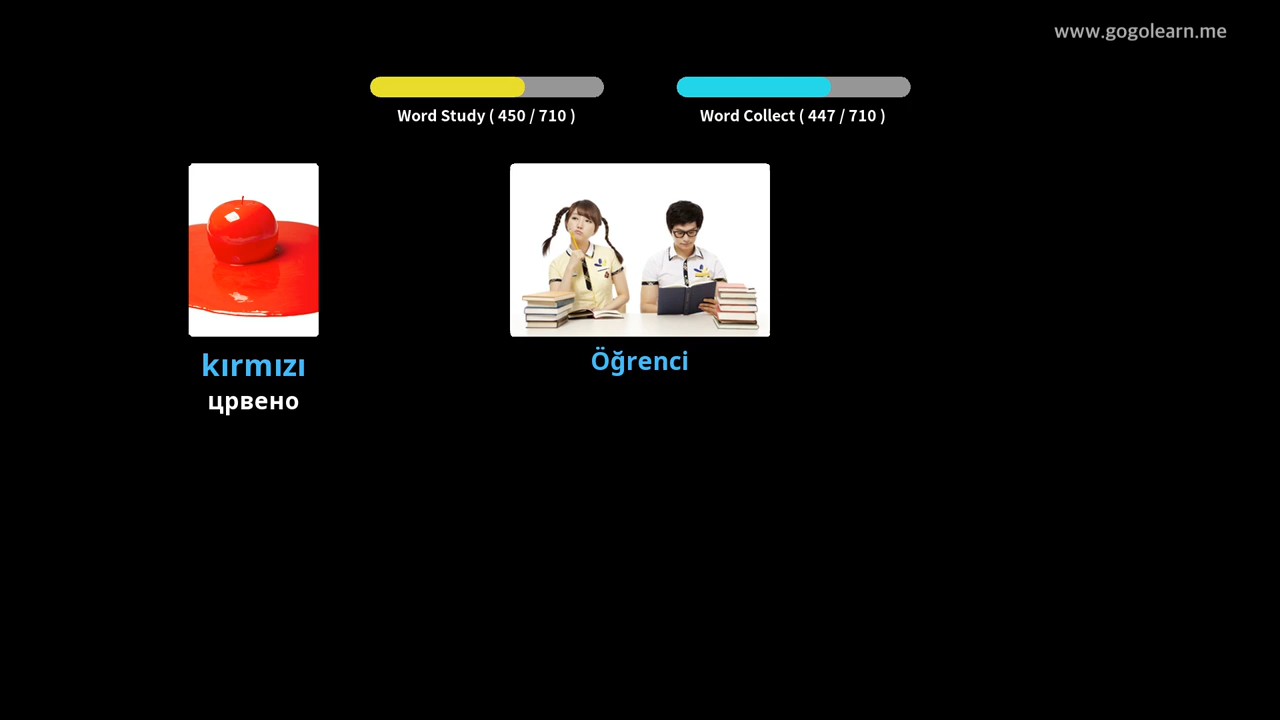 www.gogolearn.me
Word Study ( 450 / 710 )
Word Collect ( 447 / 710 )
kırmızı
црвено
Öğrenci